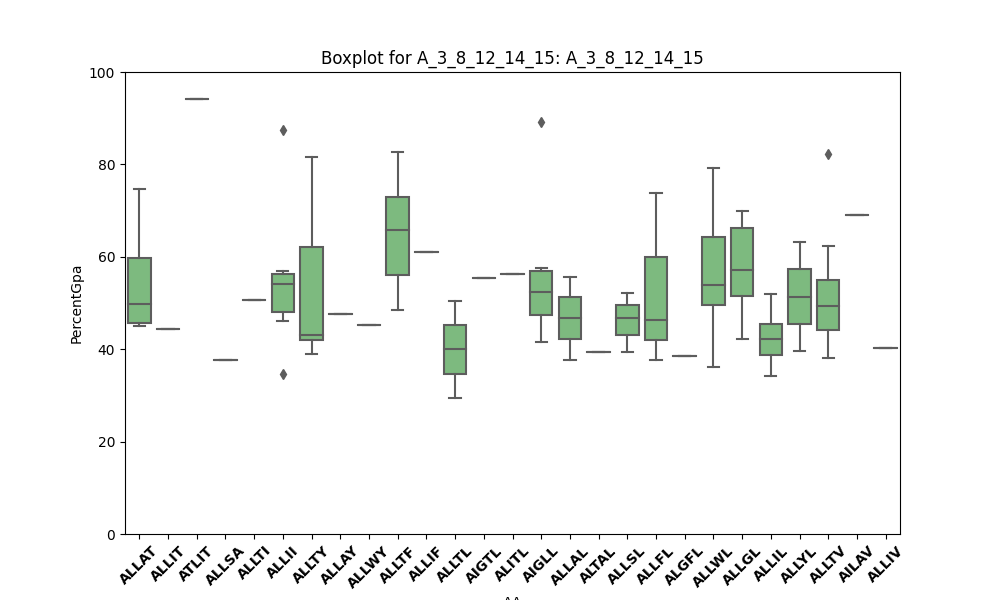 Boxplot for A_3_8_12_14_15: A_3_8_12_14_15
100
80
60
40
20
0
PercentGpa
ALLAT
ALLIT
ATLIT
ALLSA
ALLTI
ALLII
ALLTY
ALLAY
ALLWY
ALLTF
ALLIF
ALLTL
AIGTL
ALITL
AIGLL
ALLAL
ALTAL
ALLSL
ALLFL
ALGFL
ALLWL
ALLGL
ALLIL
ALLYL
ALLTV
AILAV
ALLIV